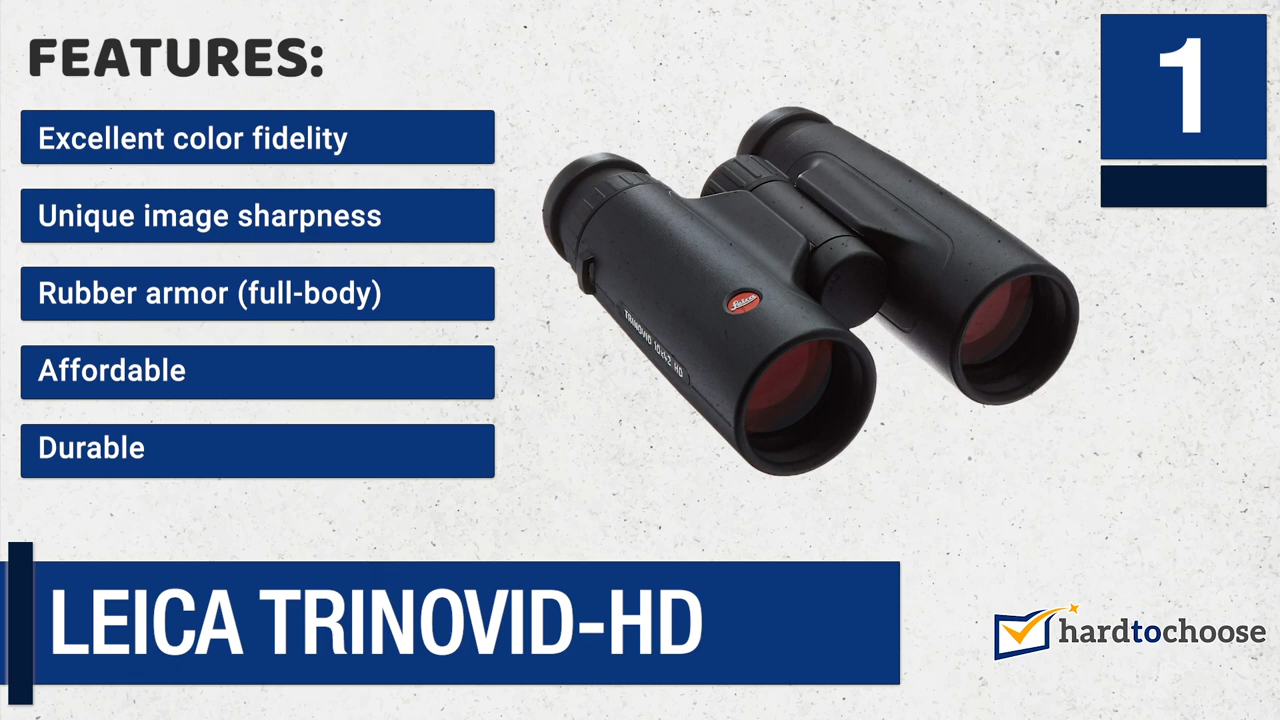 FEATURES:
1
Excellent color fidelity
Unique image sharpness
Rubber armor (full-body)
Affordable
Durable
Leica
TRINOVID 10x42 HD
LEICA TRINOVID-HD
hardtochoose